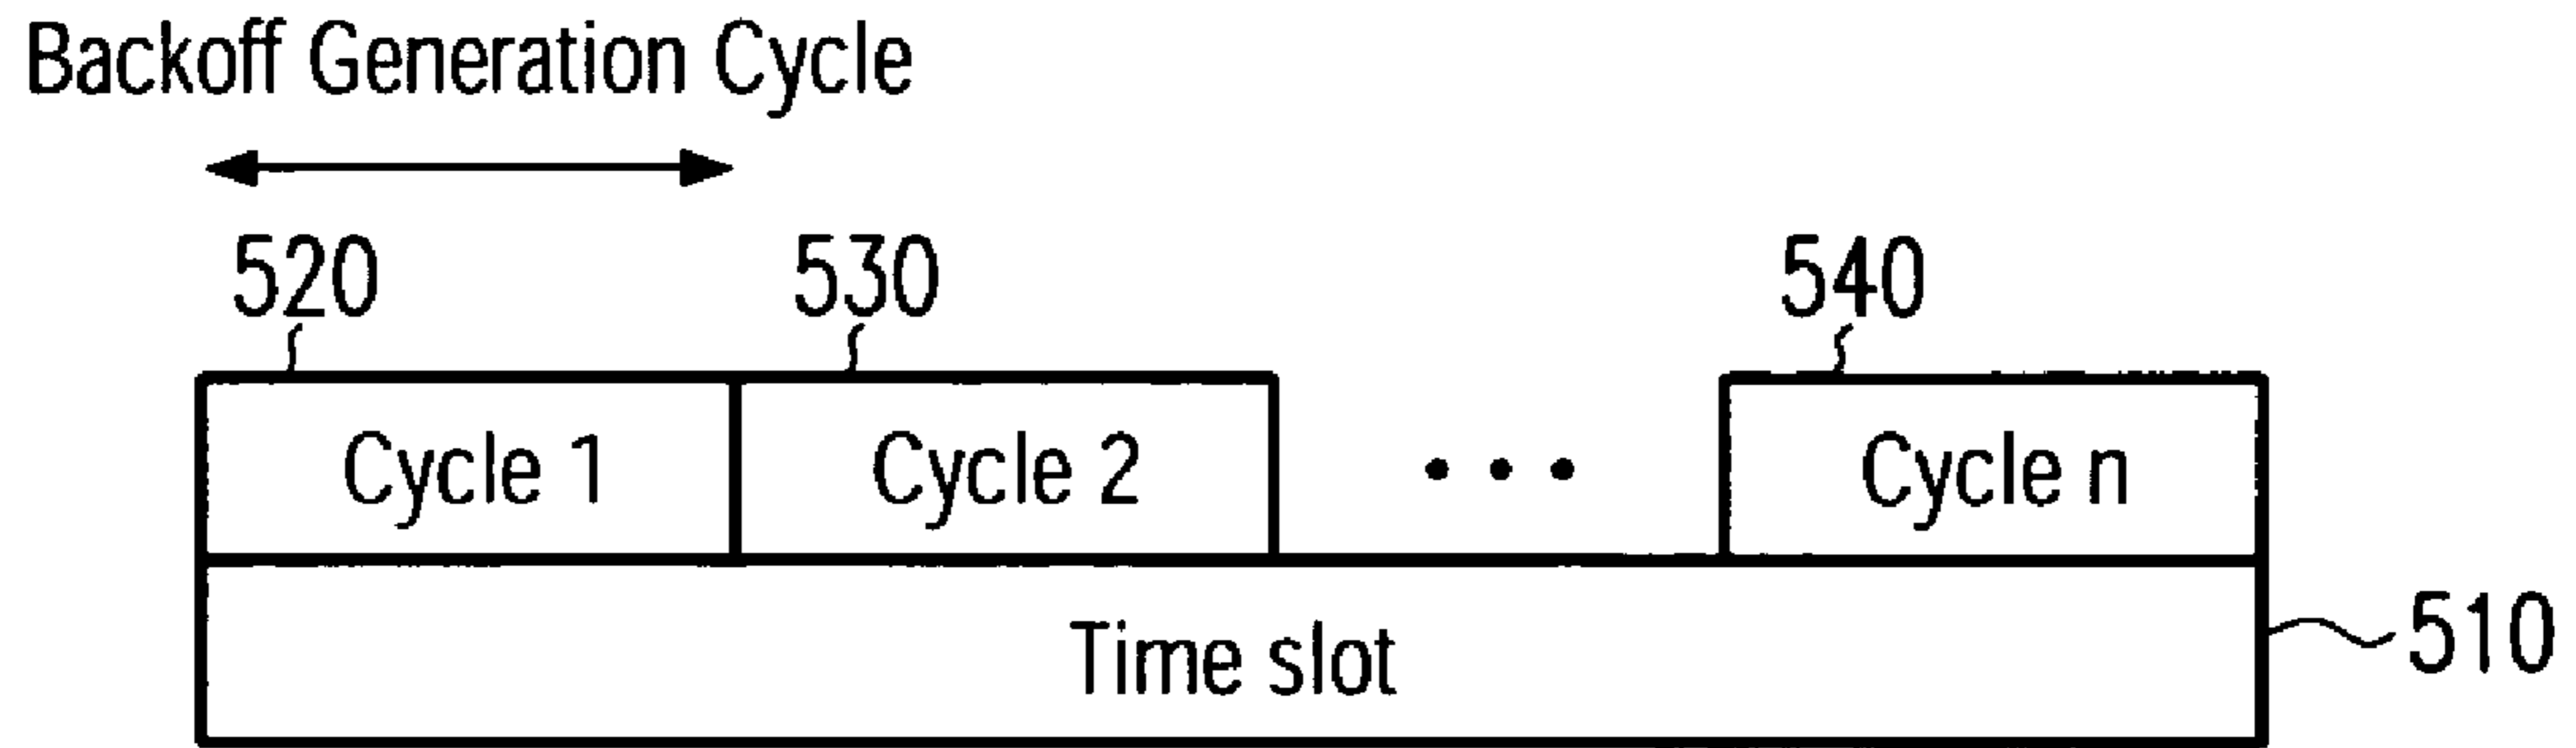 Backoff Generation Cycle
520 530 540
Cycle 1 Cycle 2 • • • Cycle n
Time slot 510